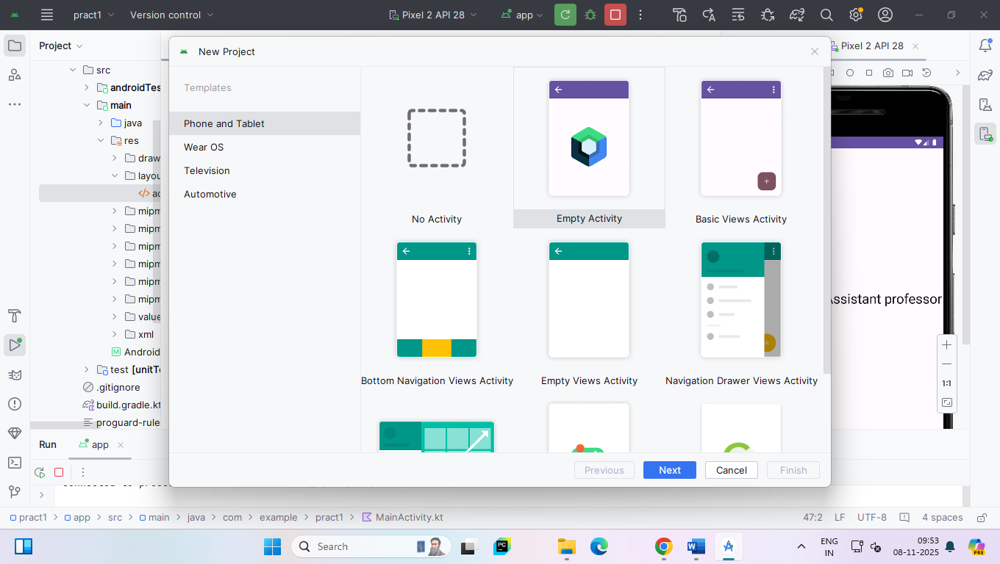 pract1
Version control
Pixel 2 API 28
app
Project
New Project
Pixel 2 API 28
src
androidTes
main
java
res
draw
layou
ac
mipm
mipm
mipm
mipm
mipm
mipm
value
xml
Android
test [unitTe
.gitignore
build.gradle.kt
proguard-rule
Templates
Phone and Tablet
Wear OS
Television
Automotive
No Activity
Empty Activity
Basic Views Activity
Bottom Navigation Views Activity
Empty Views Activity
Navigation Drawer Views Activity
Assistant professor
1:1
Previous
Next
Cancel
Finish
Run
app
pract1 > app > src > main > java > com > example > pract1 > MainActivity.kt
47:2 LF UTF-8 4 spaces
Search
PC
PRE
ENG
IN
09:53
08-11-2025